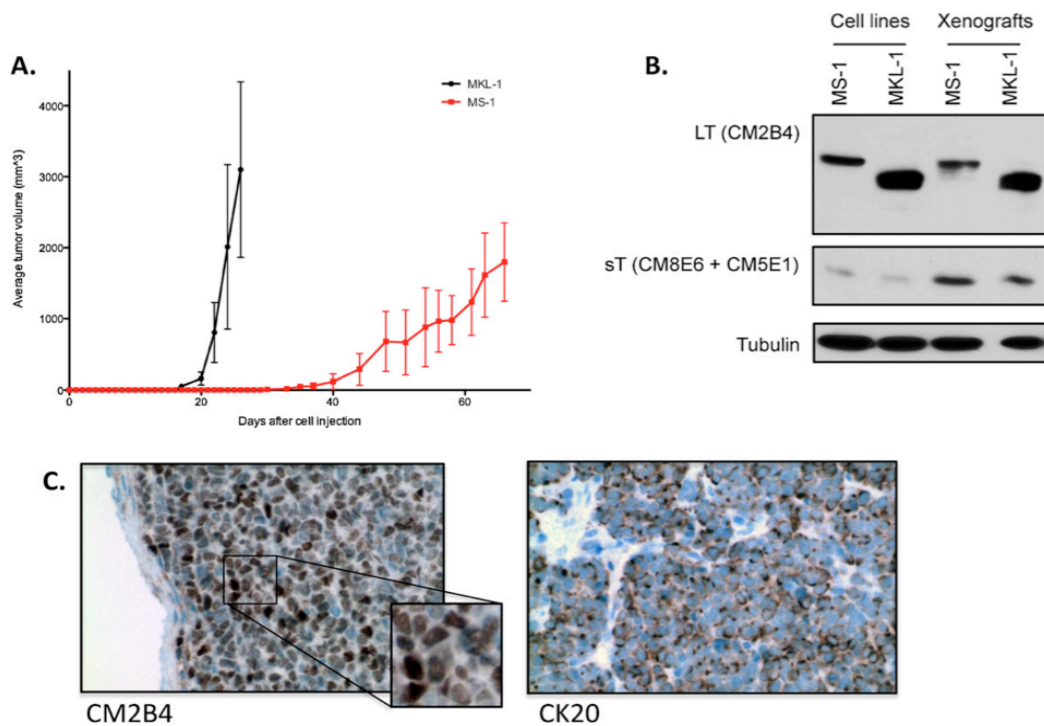 A.
MKL-1
MS-1
Average tumor volume (mm^3)
4000
3000
2000
1000
0
0
20
40
60
Days after cell injection
B.
Cell lines
Xenografts
MS-1
MKL-1
MS-1
MKL-1
LT (CM2B4)
sT (CM8E6 + CM5E1)
Tubulin
C.
CM2B4
CK20